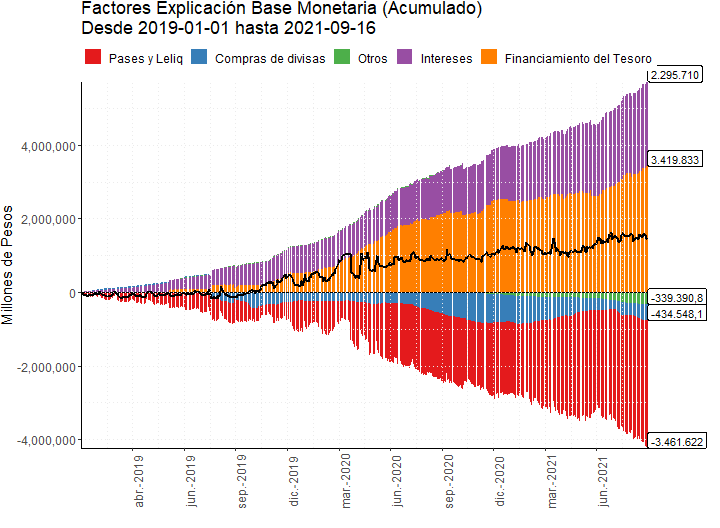 Factores Explicación Base Monetaria (Acumulado)
Desde 2019-01-01 hasta 2021-09-16
Pases y Leliq
Compras de divisas
Otros
Intereses
Financiamiento del Tesoro
Millones de Pesos
4,000,000
2,000,000
0
-2,000,000
-4,000,000
2.295.710
3.419.833
-339.390,8
-434.548,1
-3.461.622
abr.-2019
jun.-2019
sep.-2019
dic.-2019
mar.-2020
jun.-2020
sep.-2020
dic.-2020
mar.-2021
jun.-2021